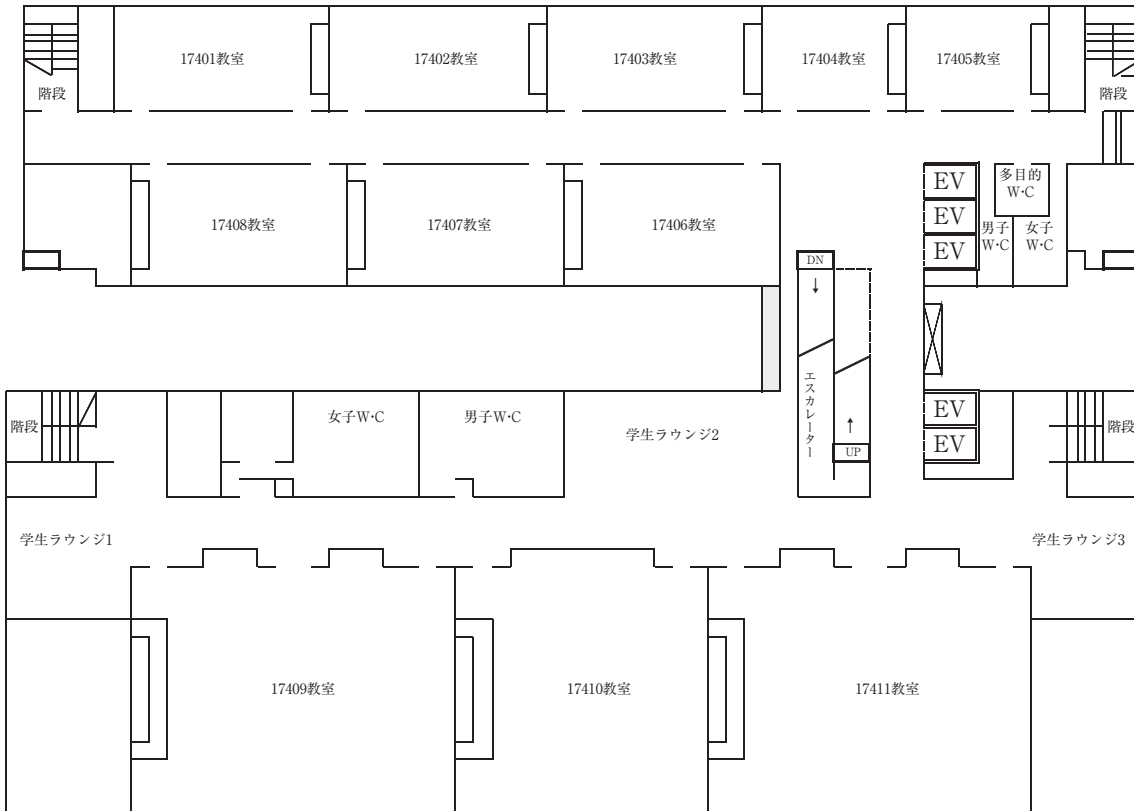 17401教室
17402教室
17403教室
17404教室
17405教室
階段
階段
17408教室
17407教室
17406教室
EV
EV
EV
多目的
W・C
男子
W・C
女子
W・C
DN
エスカレーター
UP
階段
女子W・C
男子W・C
学生ラウンジ2
EV
EV
階段
学生ラウンジ1
学生ラウンジ3
17409教室
17410教室
17411教室